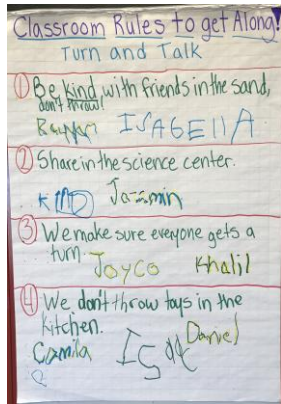 Classroom Rules to get Along!
Turn and Talk
① Be kind with friends in the sand,
don't throw!
ISABEllA
② Share in the science center.
Jazmin
③ We make sure everyone gets a
turn.
JOYCO Khalil
④ We don't throw toys in the
kitchen.
Camila Daniel